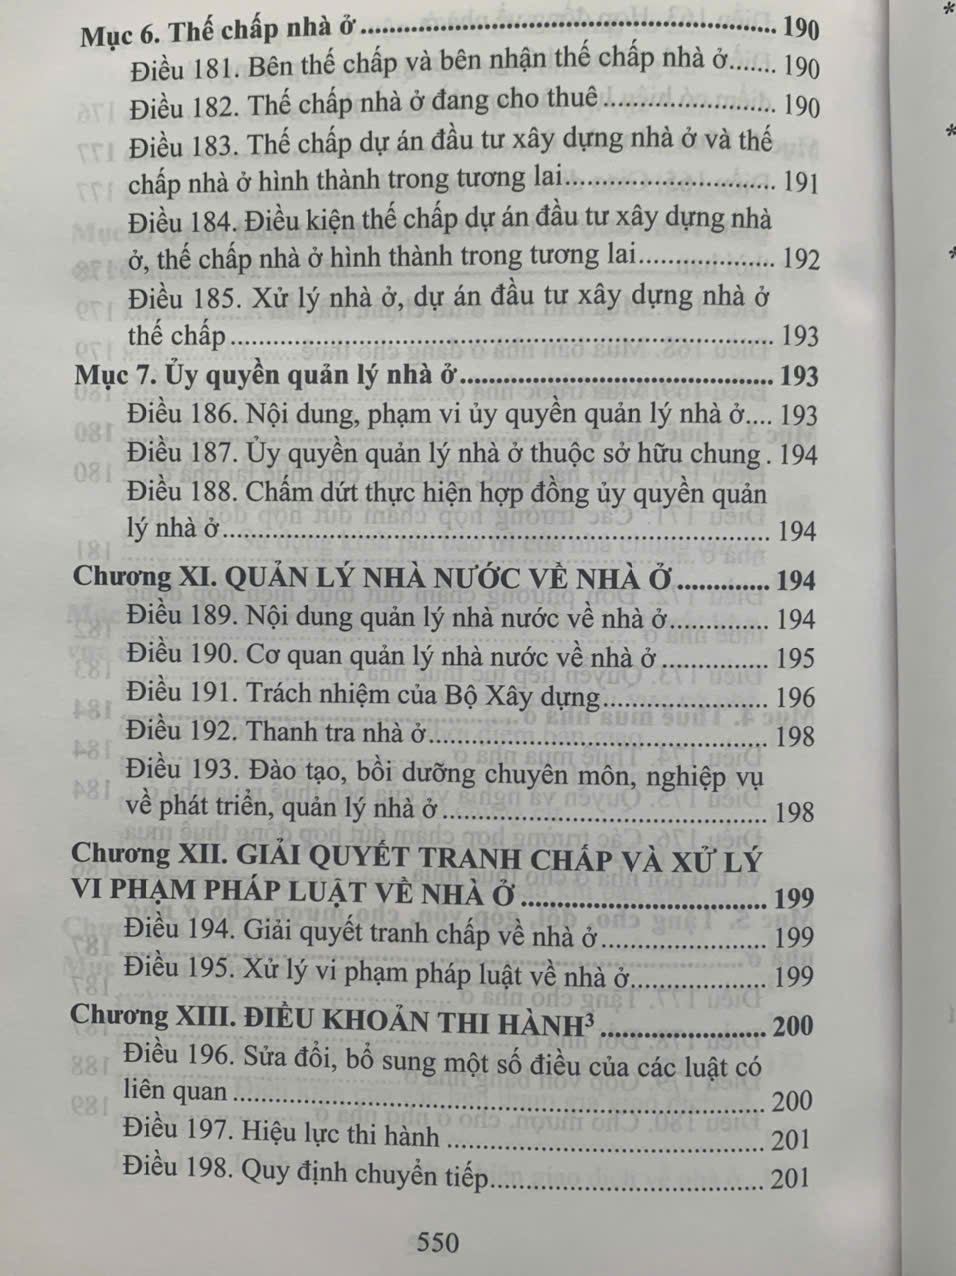 Mục 6. Thế chấp nhà ở ........ 190
Điều 181. Bên thế chấp và bên nhận thế chấp nhà ở....... 190
Điều 182. Thế chấp nhà ở đang cho thuê ........ 190
Điều 183. Thế chấp dự án đầu tư xây dựng nhà ở và thế
chấp nhà ở hình thành trong tương lai........ 191
Điều 184. Điều kiện thế chấp dự án đầu tư xây dựng nhà
ở, thế chấp nhà ở hình thành trong tương lai........ 192
Điều 185. Xử lý nhà ở, dự án đầu tư xây dựng nhà ở
thế chấp ........ 193
Mục 7. Ủy quyền quản lý nhà ở ........ 193
Điều 186. Nội dung, phạm vi ủy quyền quản lý nhà ở.... 193
Điều 187. Ủy quyền quản lý nhà ở thuộc sở hữu chung . 194
Điều 188. Chấm dứt thực hiện hợp đồng ủy quyền quản
lý nhà ở ........ 194
Chương XI. QUẢN LÝ NHÀ NƯỚC VỀ NHÀ Ở ........ 194
Điều 189. Nội dung quản lý nhà nước về nhà ở ........ 194
Điều 190. Cơ quan quản lý nhà nước về nhà ở ........ 195
Điều 191. Trách nhiệm của Bộ Xây dựng ........ 196
Điều 192. Thanh tra nhà ở ........ 198
Điều 193. Đào tạo, bồi dưỡng chuyên môn, nghiệp vụ
về phát triển, quản lý nhà ở ........ 198
Chương XII. GIẢI QUYẾT TRANH CHẤP VÀ XỬ LÝ
VI PHẠM PHÁP LUẬT VỀ NHÀ Ở ........ 199
Điều 194. Giải quyết tranh chấp về nhà ở ........ 199
Điều 195. Xử lý vi phạm pháp luật về nhà ở ........ 199
Chương XIII. ĐIỀU KHOẢN THI HÀNH³ ........ 200
Điều 196. Sửa đổi, bổ sung một số điều của các luật có
liên quan ........ 200
Điều 197. Hiệu lực thi hành ........ 201
Điều 198. Quy định chuyển tiếp ........ 201
550